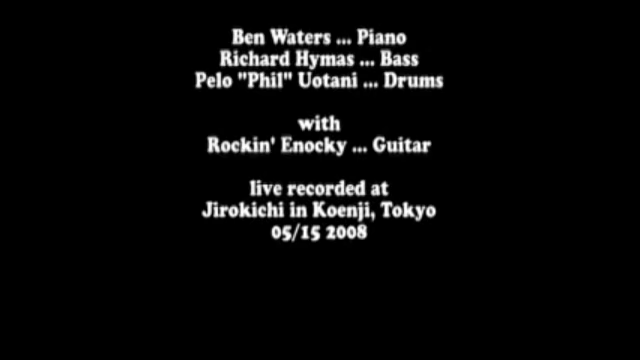 Ben Waters ... Piano
Richard Hymas ... Bass
Pelo "Phil" Uotani ... Drums
with
Rockin' Enocky ... Guitar
live recorded at
Jirokichi in Koenji, Tokyo
05/15 2008